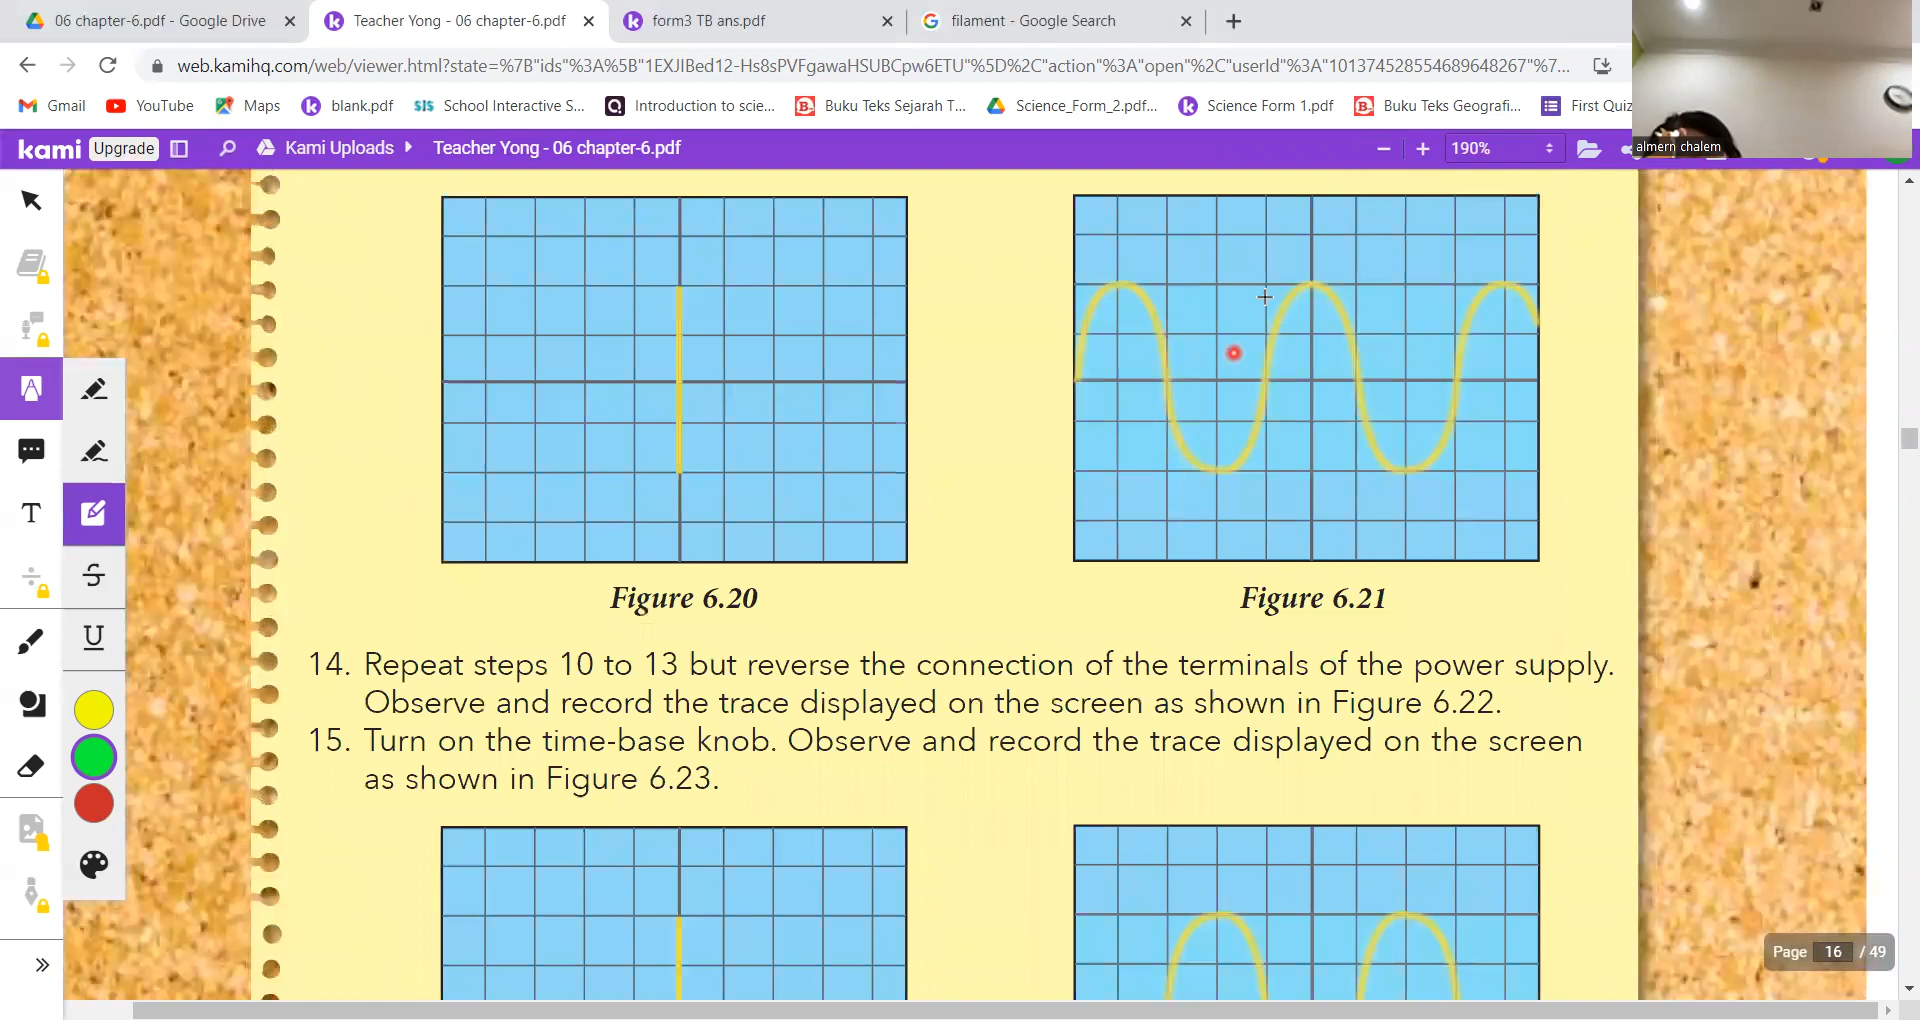 06 chapter-6.pdf - Google Drive
Teacher Yong - 06 chapter-6.pdf
form3 TB ans.pdf
filament - Google Search
web.kamihq.com/web/viewer.html?state=%7B"ids"%3A%5B"1EXJIBed12-Hs8sPVFgawaHSUBCpw6ETU"%5D%2C"action"%3A"open"%2C"userId"%3A"101374528554689648267"%7...
Gmail
YouTube
Maps
blank.pdf
SIS School Interactive S...
Introduction to scie...
Buku Teks Sejarah T...
Science_Form_2.pdf...
Science Form 1.pdf
Buku Teks Geografi...
First Quiz
almern chalem
kami
Upgrade
Kami Uploads
Teacher Yong - 06 chapter-6.pdf
190%
Figure 6.20
Figure 6.21
14. Repeat steps 10 to 13 but reverse the connection of the terminals of the power supply.
Observe and record the trace displayed on the screen as shown in Figure 6.22.
15. Turn on the time-base knob. Observe and record the trace displayed on the screen
as shown in Figure 6.23.
Page 16 / 49